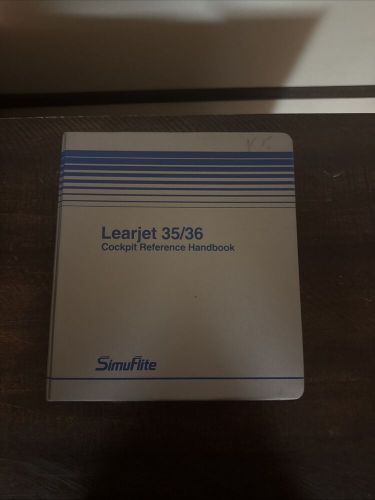 Learjet 35/36
Cockpit Reference Handbook
SimuFlite